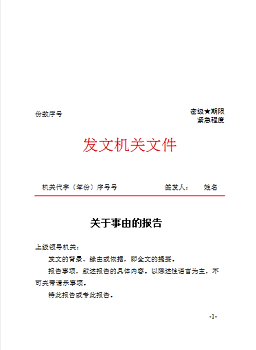 份数序号
密级★期限
紧急程度
发文机关文件
机关代字（年份）序号号
签发人：
姓名
关于事由的报告
上级领导机关：
发文的背景、缘由或依据，即全文的提要。
报告事项，叙述报告的具体内容。以陈述性语言为主，不
可夹带请示事项。
特此报告或专此报告。
-1-